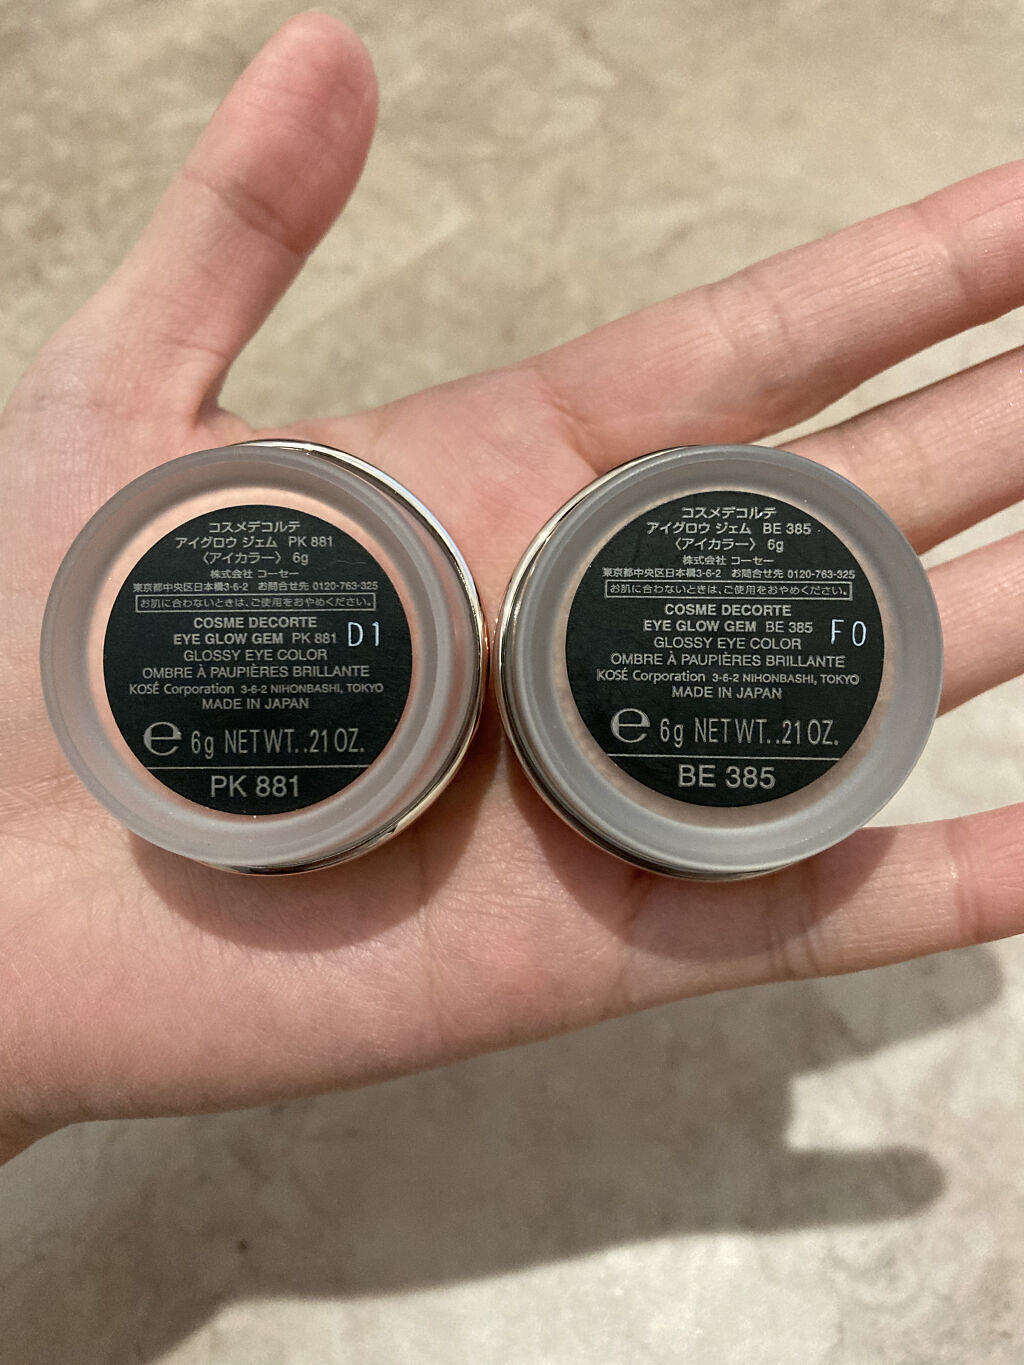 コスメデコルテ
アイグロウ ジェム PK 881
〈アイカラー〉 6g
株式会社 コーセー
東京都中央区日本橋3-6-2 お問合せ先 0120-763-325
お肌に合わないときは、ご使用をおやめください。
COSME DECORTE
EYE GLOW GEM PK 881 D1
GLOSSY EYE COLOR
OMBRE À PAUPIÈRES BRILLANTE
KOSÉ Corporation 3-6-2 NIHONBASHI, TOKYO
MADE IN JAPAN
e 6g NET WT. .21 OZ.
PK 881
コスメデコルテ
アイグロウ ジェム BE 385
〈アイカラー〉 6g
株式会社 コーセー
東京都中央区日本橋3-6-2 お問合せ先 0120-763-325
お肌に合わないときは、ご使用をおやめください。
COSME DECORTE
EYE GLOW GEM BE 385 F0
GLOSSY EYE COLOR
OMBRE À PAUPIÈRES BRILLANTE
KOSÉ Corporation 3-6-2 NIHONBASHI, TOKYO
MADE IN JAPAN
e 6g NET WT. .21 OZ.
BE 385